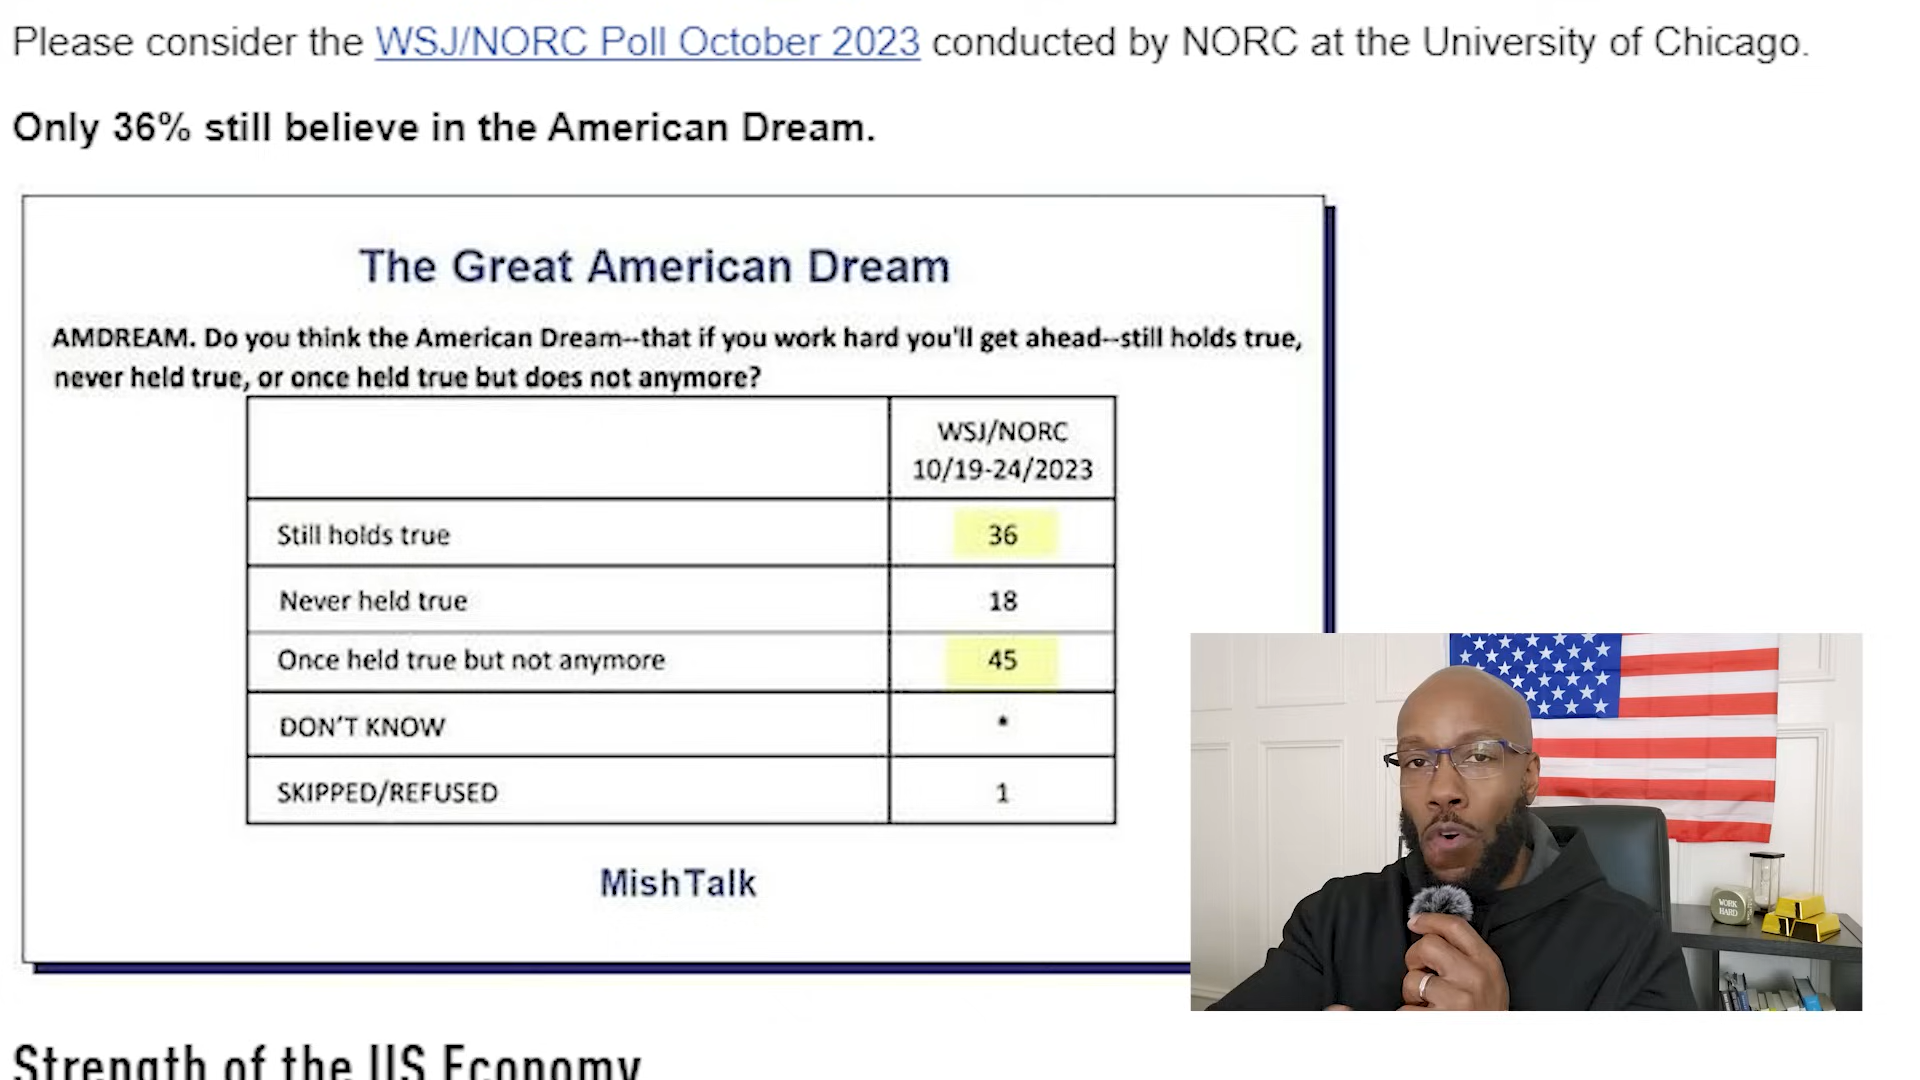 Please consider the WSJ/NORC Poll October 2023 conducted by NORC at the University of Chicago.
Only 36% still believe in the American Dream.
The Great American Dream
AMDREAM. Do you think the American Dream--that if you work hard you'll get ahead--still holds true,
never held true, or once held true but does not anymore?
WSJ/NORC
10/19-24/2023
Still holds true 36
Never held true 18
Once held true but not anymore 45
DON'T KNOW *
SKIPPED/REFUSED 1
MishTalk
WORK
HARD
Strength of the US Economy